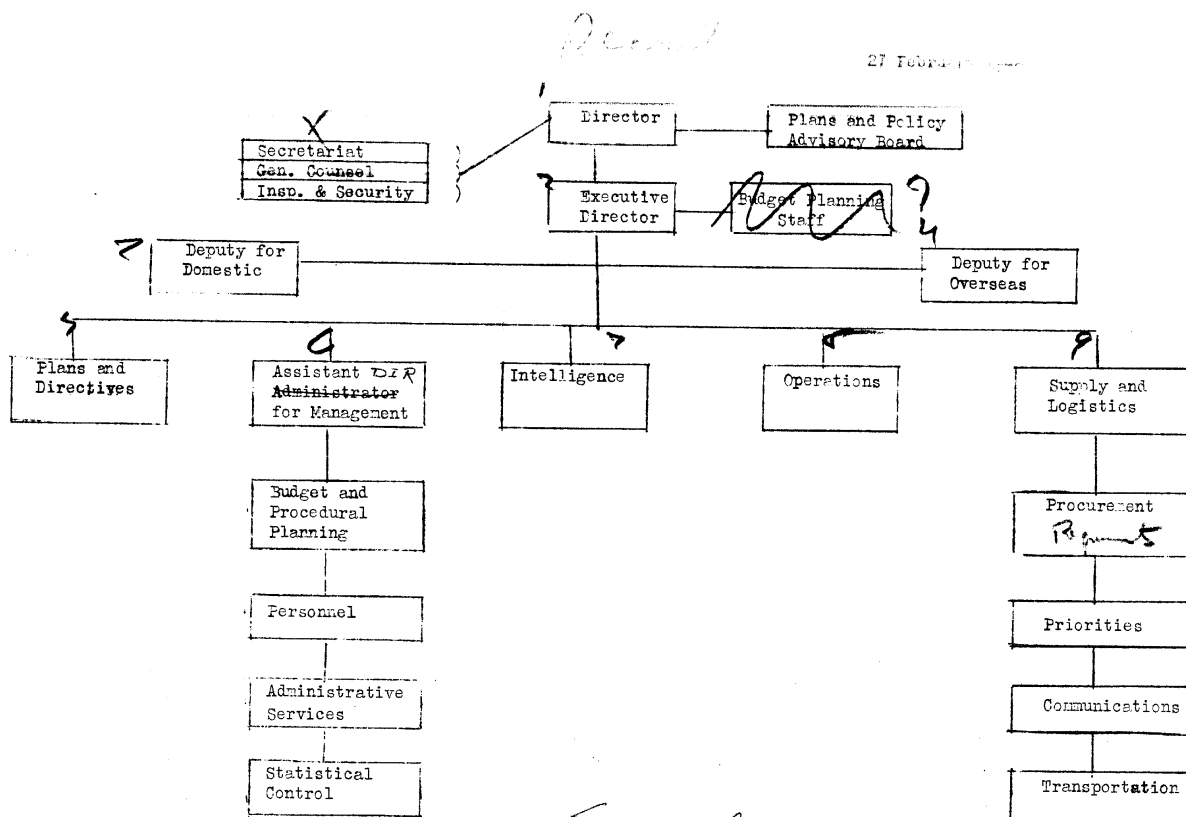 27
Director
Plans and Policy
Advisory Board
X
Secretariat
Gen. Counsel
Insp. & Security
Executive
Director
Budget Planning
Staff
?
Deputy for
Domestic
4
Deputy for
Overseas
Plans and
Directives
Assistant DIR
Administrator
for Management
Intelligence
Operations
Supply and
Logistics
Budget and
Procedural
Planning
Procurement
Personnel
Priorities
Administrative
Services
Communications
Statistical
Control
Transportation